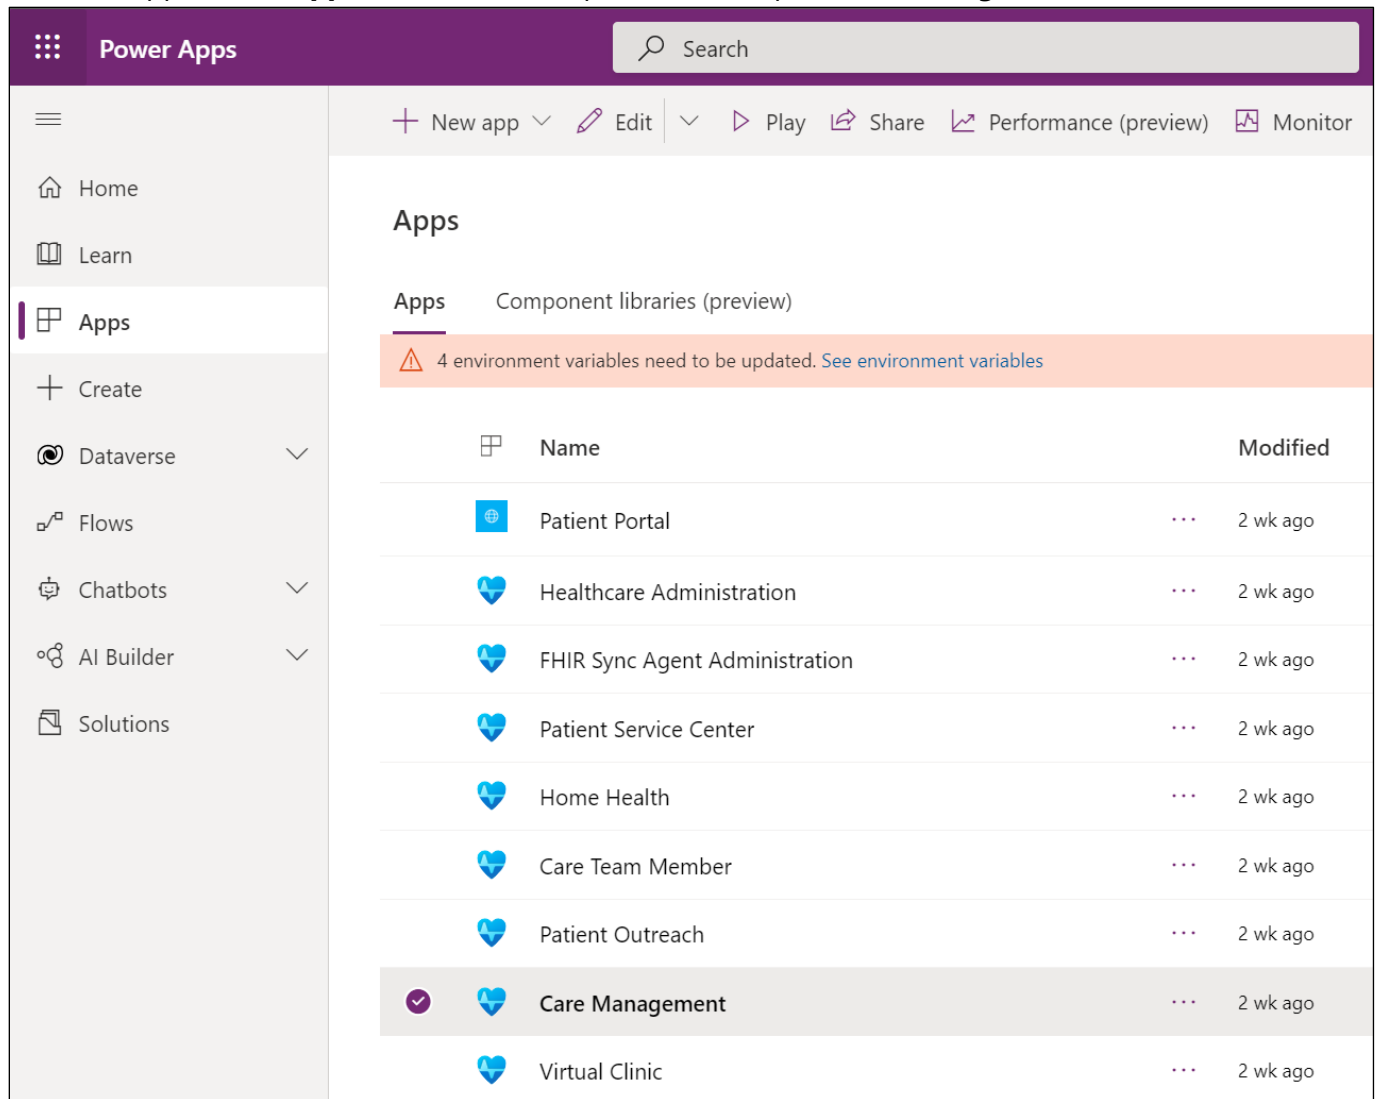 Power Apps
Search
New app
Edit
Play
Share
Performance (preview)
Monitor
Home
Learn
Apps
Create
Dataverse
Flows
Chatbots
AI Builder
Solutions
Apps
Apps
Component libraries (preview)
4 environment variables need to be updated. See environment variables
Name Modified
Patient Portal ··· 2 wk ago
Healthcare Administration ··· 2 wk ago
FHIR Sync Agent Administration ··· 2 wk ago
Patient Service Center ··· 2 wk ago
Home Health ··· 2 wk ago
Care Team Member ··· 2 wk ago
Patient Outreach ··· 2 wk ago
Care Management ··· 2 wk ago
Virtual Clinic ··· 2 wk ago